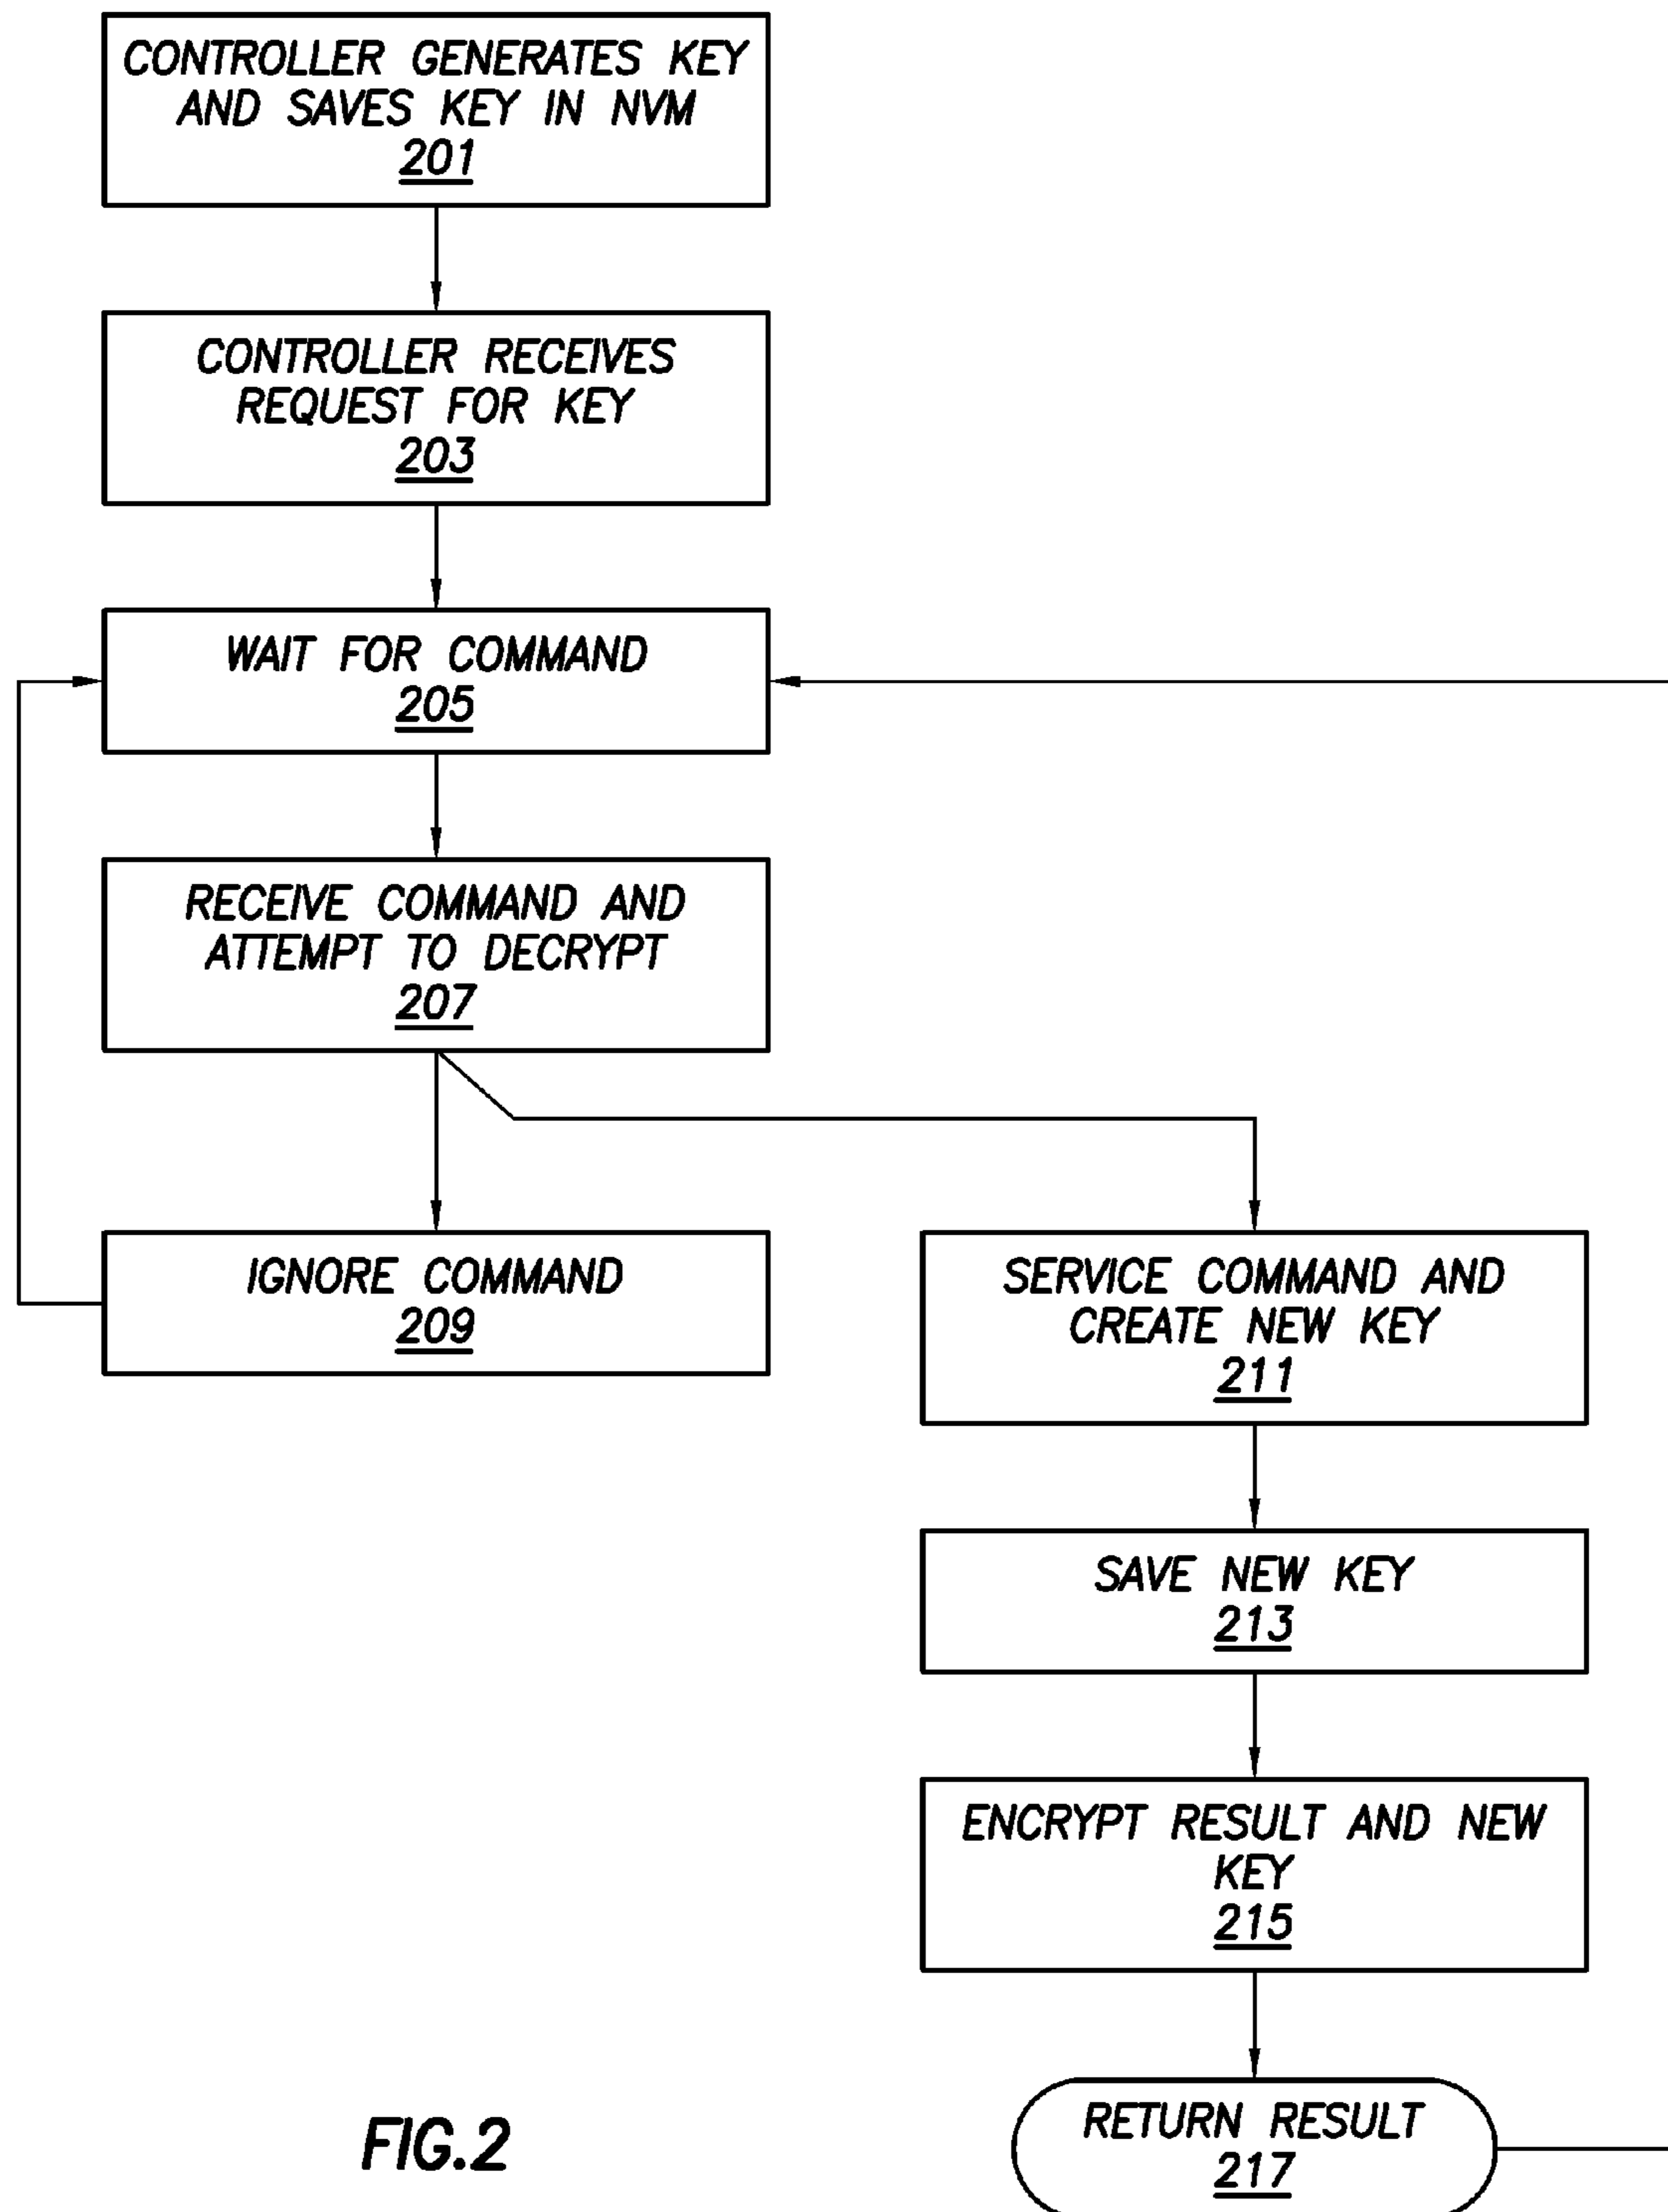 CONTROLLER GENERATES KEY
AND SAVES KEY IN NVM
201
CONTROLLER RECEIVES
REQUEST FOR KEY
203
WAIT FOR COMMAND
205
RECEIVE COMMAND AND
ATTEMPT TO DECRYPT
207
IGNORE COMMAND
209
SERVICE COMMAND AND
CREATE NEW KEY
211
SAVE NEW KEY
213
ENCRYPT RESULT AND NEW
KEY
215
RETURN RESULT
217
FIG.2